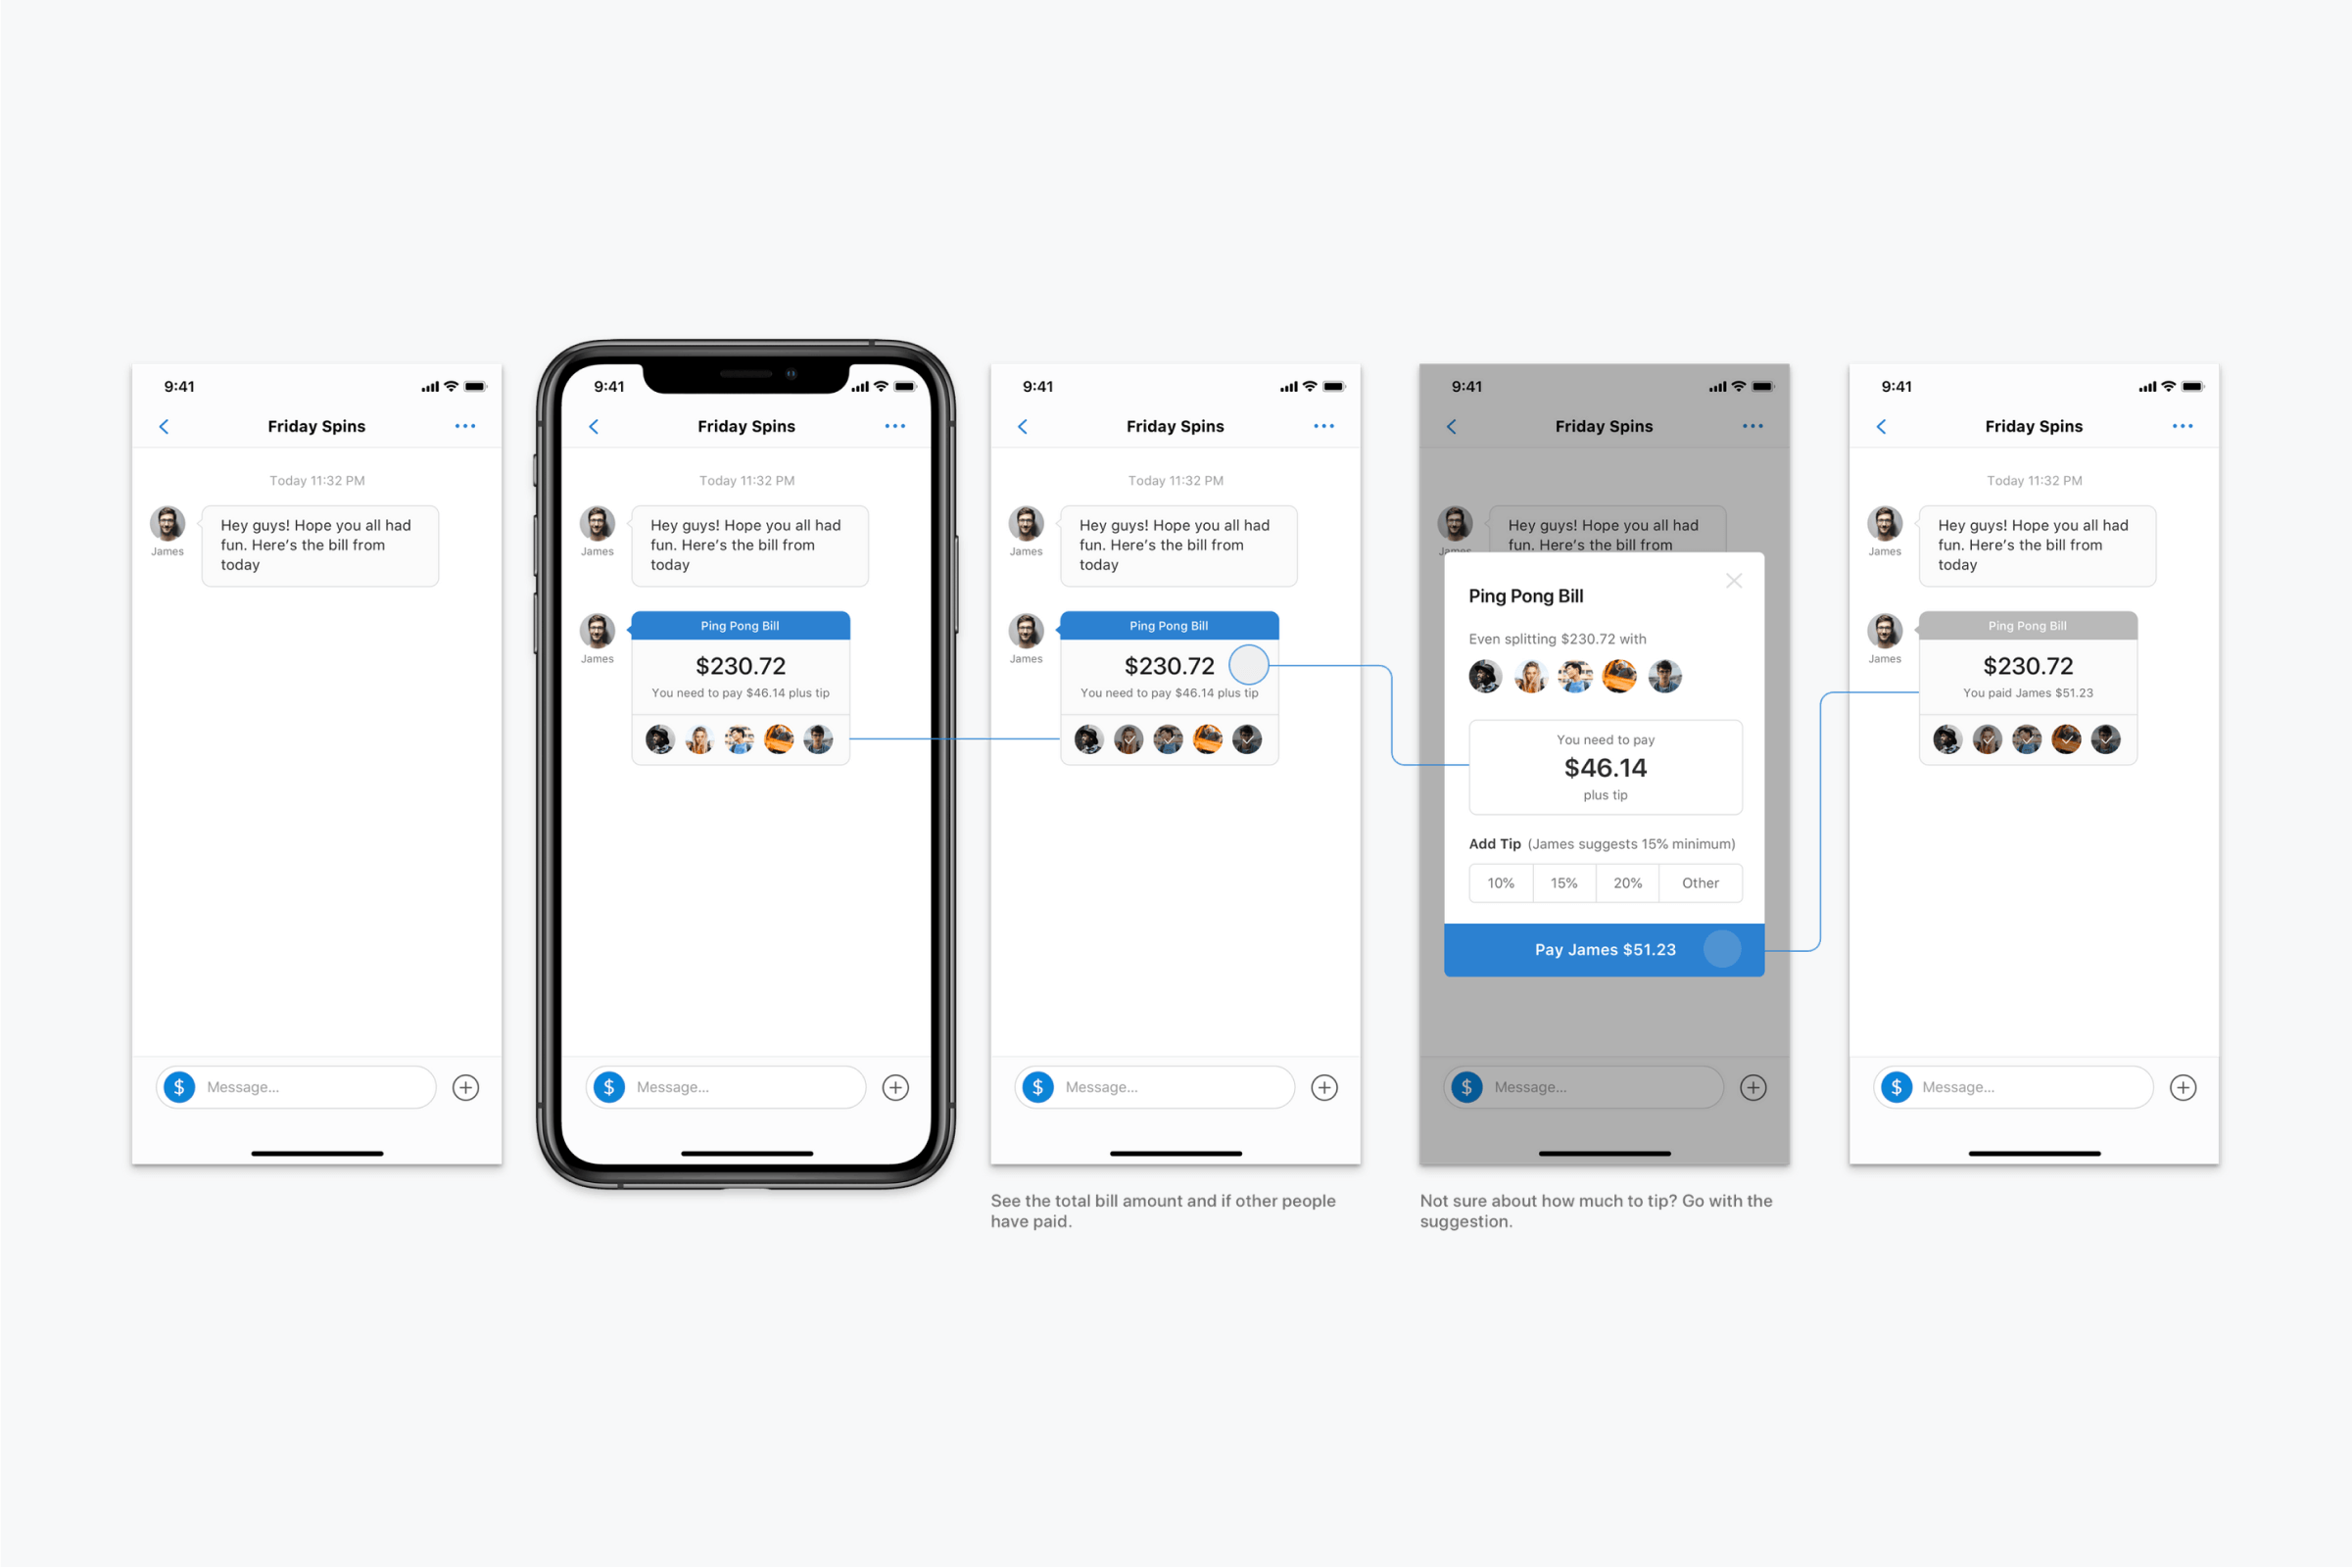 9:41
Friday Spins
Today 11:32 PM
Hey guys! Hope you all had
fun. Here's the bill from
today
James
$
Message...
9:41
Friday Spins
Today 11:32 PM
Hey guys! Hope you all had
fun. Here's the bill from
today
James
Ping Pong Bill
$230.72
You need to pay $46.14 plus tip
James
$
Message...
9:41
Friday Spins
Today 11:32 PM
Hey guys! Hope you all had
fun. Here's the bill from
today
James
Ping Pong Bill
$230.72
You need to pay $46.14 plus tip
James
$
Message...
See the total bill amount and if other people
have paid.
9:41
Friday Spins
Hey guys! Hope you all had
fun. Here's the bill from
James
Ping Pong Bill
Even splitting $230.72 with
You need to pay
$46.14
plus tip
Add Tip (James suggests 15% minimum)
10% 15% 20% Other
Pay James $51.23
$
Message...
Not sure about how much to tip? Go with the
suggestion.
9:41
Friday Spins
Today 11:32 PM
Hey guys! Hope you all had
fun. Here's the bill from
today
James
Ping Pong Bill
$230.72
You paid James $51.23
James
$
Message...